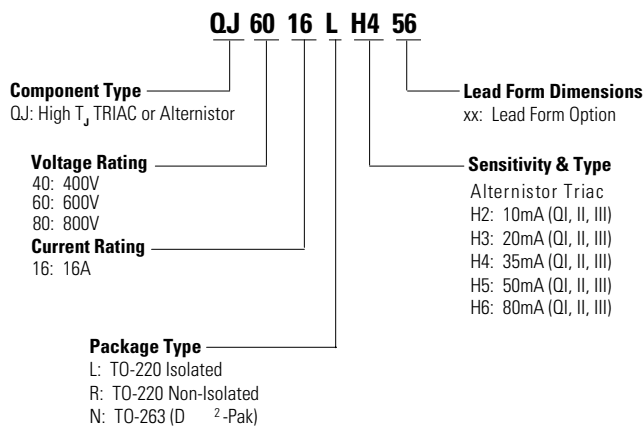 QJ 60 16 L H4 56
Component Type
QJ: High TJ TRIAC or Alternistor
Voltage Rating
40: 400V
60: 600V
80: 800V
Current Rating
16: 16A
Package Type
L: TO-220 Isolated
R: TO-220 Non-Isolated
N: TO-263 (D 2 -Pak)
Lead Form Dimensions
xx: Lead Form Option
Sensitivity & Type
Alternistor Triac
H2: 10mA (QI, II, III)
H3: 20mA (QI, II, III)
H4: 35mA (QI, II, III)
H5: 50mA (QI, II, III)
H6: 80mA (QI, II, III)